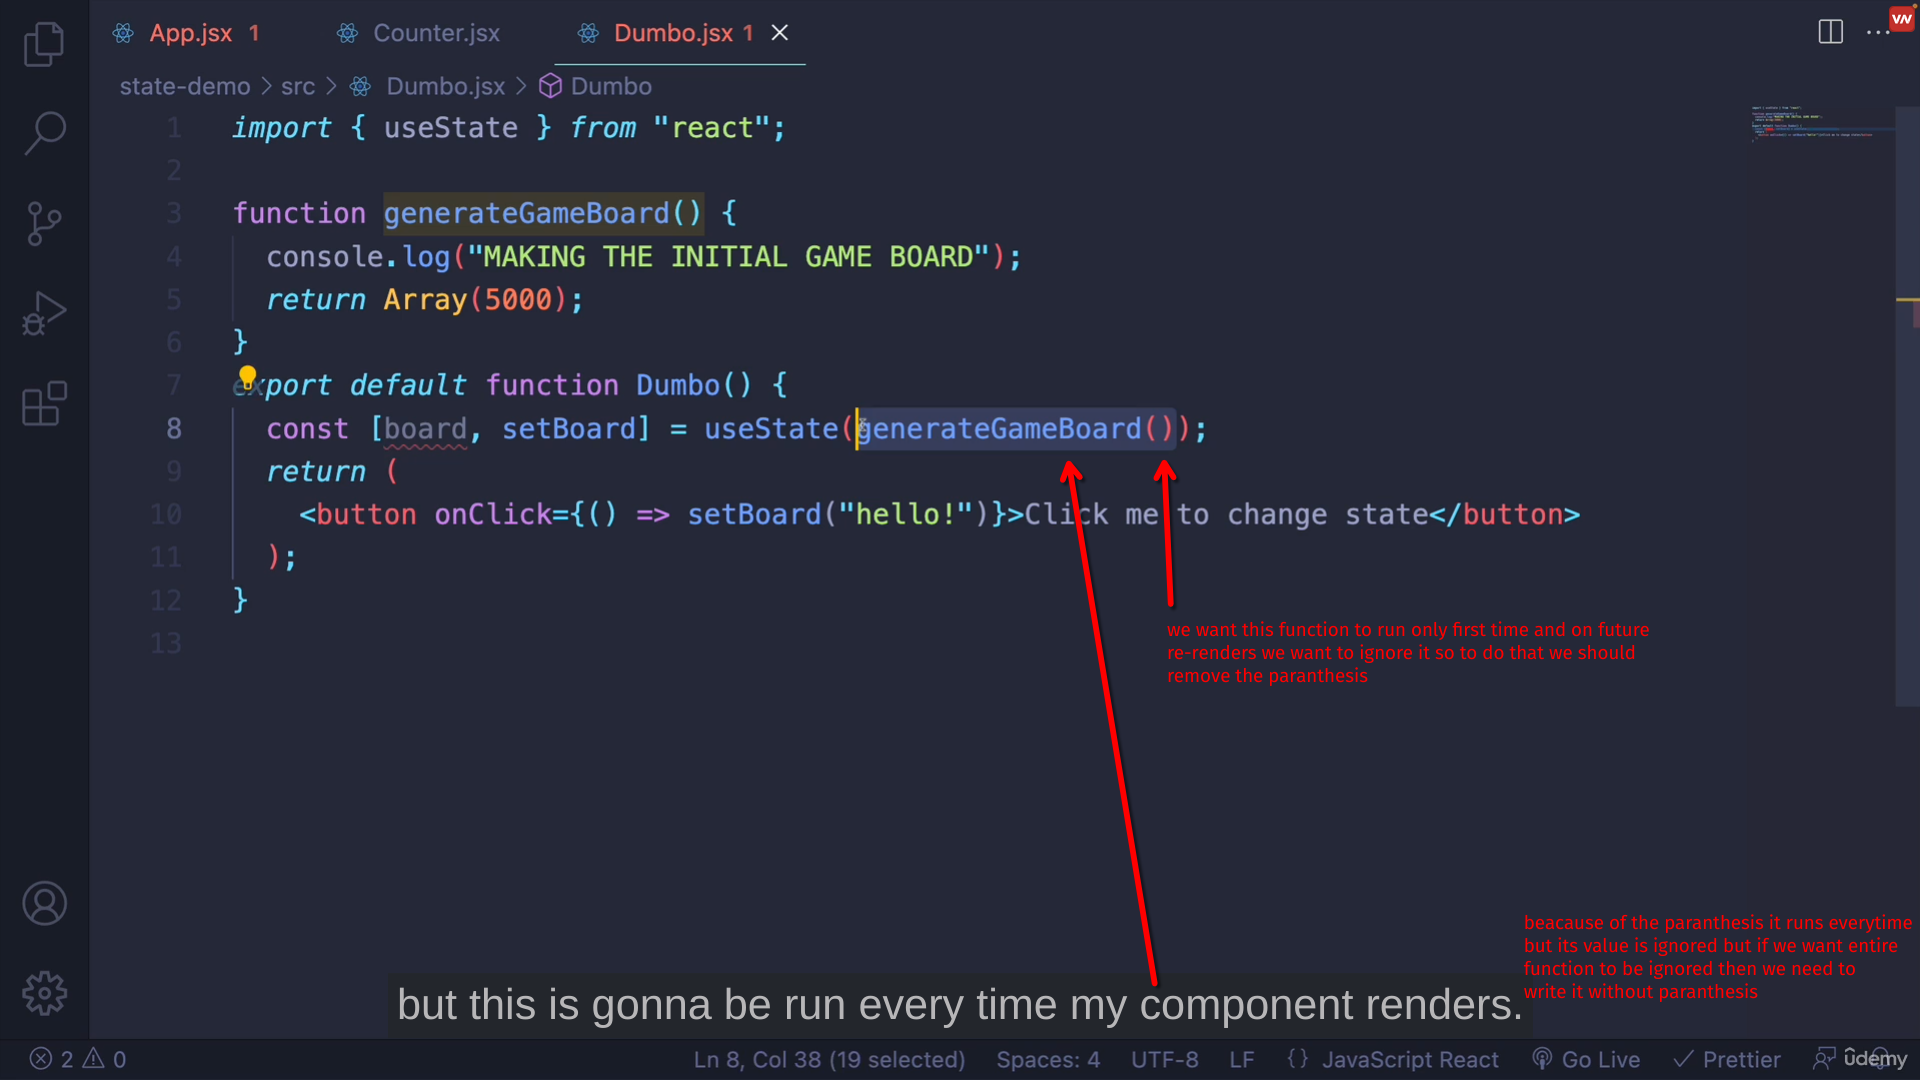 App.jsx 1 Counter.jsx Dumbo.jsx 1
VN
state-demo > src > Dumbo.jsx > Dumbo
1 import { useState } from "react";
2
3 function generateGameBoard() {
4 console.log("MAKING THE INITIAL GAME BOARD");
5 return Array(5000);
6 }
7 export default function Dumbo() {
8 const [board, setBoard] = useState(generateGameBoard());
9 return (
10 <button onClick={() => setBoard("hello!")}>Click me to change state</button>
11 );
12 }
13
we want this function to run only first time and on future
re-renders we want to ignore it so to do that we should
remove the paranthesis
beacause of the paranthesis it runs everytime
but its value is ignored but if we want entire
function to be ignored then we need to
write it without paranthesis
but this is gonna be run every time my component renders.
2 0 Ln 8, Col 38 (19 selected) Spaces: 4 UTF-8 LF {} JavaScript React Go Live Prettier ûdemy